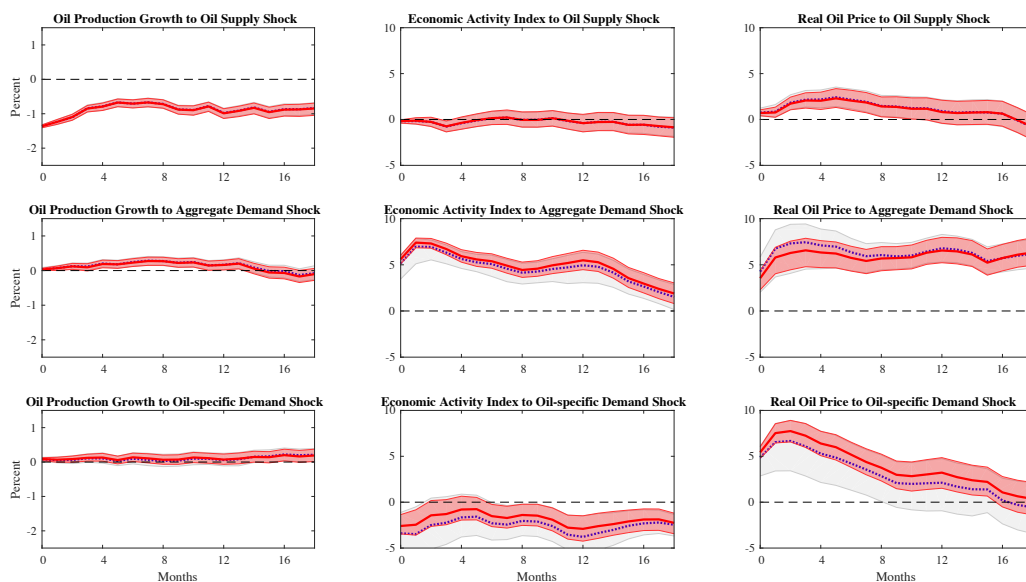 Oil Production Growth to Oil Supply Shock
Economic Activity Index to Oil Supply Shock
Real Oil Price to Oil Supply Shock
Percent
1
0
-1
-2
0 4 8 12 16
10
5
0
-5
0 4 8 12 16
10
5
0
-5
0 4 8 12 16
Oil Production Growth to Aggregate Demand Shock
Economic Activity Index to Aggregate Demand Shock
Real Oil Price to Aggregate Demand Shock
Percent
1
0
-1
-2
0 4 8 12 16
10
5
0
-5
0 4 8 12 16
10
5
0
-5
0 4 8 12 16
Oil Production Growth to Oil-specific Demand Shock
Economic Activity Index to Oil-specific Demand Shock
Real Oil Price to Oil-specific Demand Shock
Percent
1
0
-1
-2
0 4 8 12 16
Months
10
5
0
-5
0 4 8 12 16
Months
10
5
0
-5
0 4 8 12 16
Months